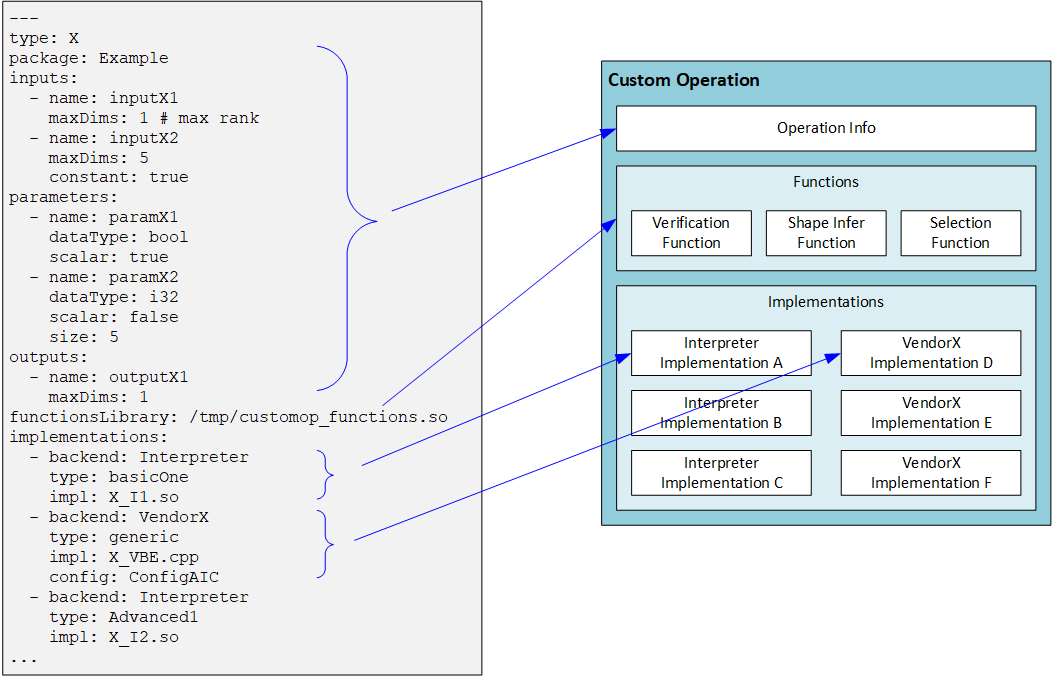 ---
type: X
package: Example
inputs:
  - name: inputX1
    maxDims: 1 # max rank
  - name: inputX2
    maxDims: 5
    constant: true
parameters:
  - name: paramX1
    dataType: bool
    scalar: true
  - name: paramX2
    dataType: i32
    scalar: false
    size: 5
outputs:
  - name: outputX1
    maxDims: 1
functionsLibrary: /tmp/customop_functions.so
implementations:
  - backend: Interpreter
    type: basicOne
    impl: X_I1.so
  - backend: VendorX
    type: generic
    impl: X_VBE.cpp
    config: ConfigAIC
  - backend: Interpreter
    type: Advanced1
    impl: X_I2.so
...
Custom Operation
Operation Info
Functions
Verification
Function
Shape Infer
Function
Selection
Function
Implementations
Interpreter
Implementation A
VendorX
Implementation D
Interpreter
Implementation B
VendorX
Implementation E
Interpreter
Implementation C
VendorX
Implementation F